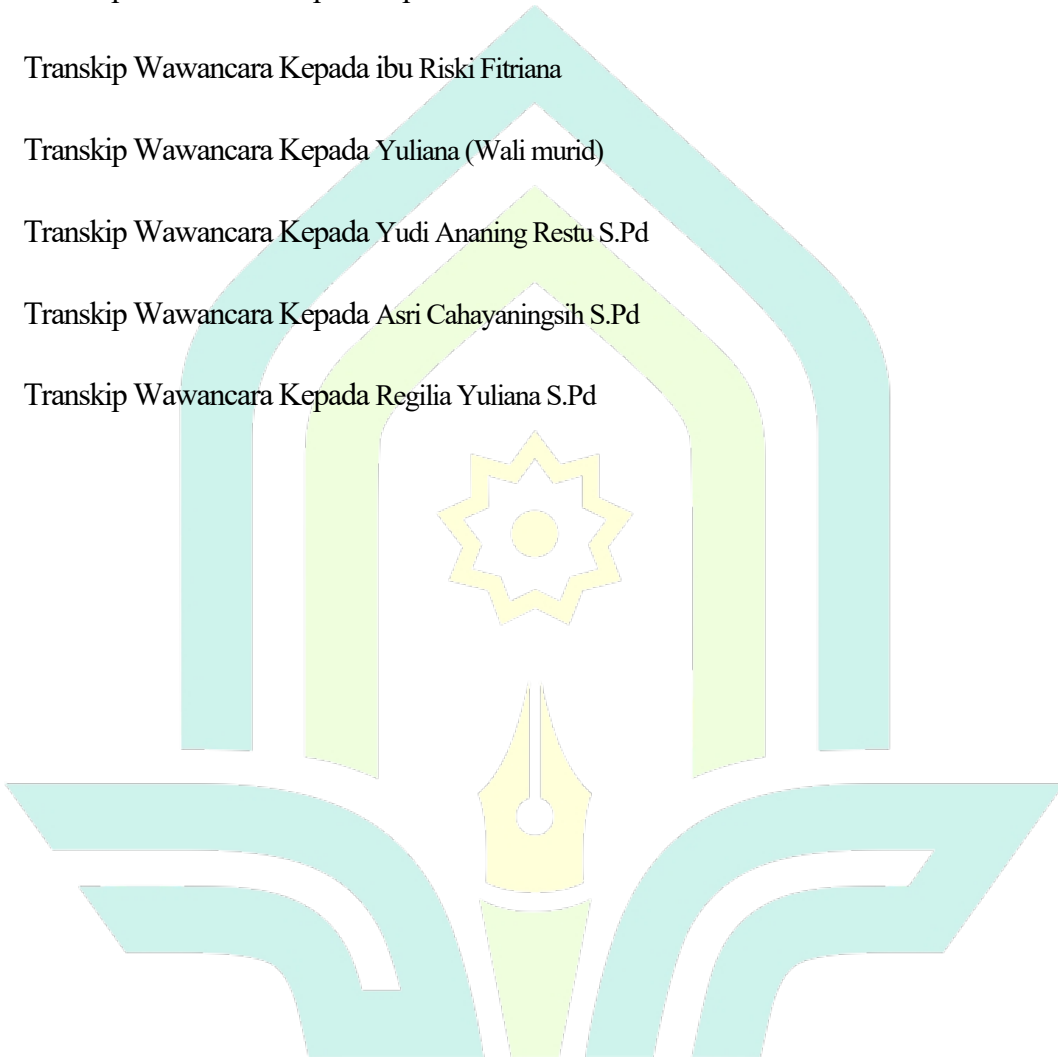 Transkip Wawancara Kepada ibu Riski Fitriana
Transkip Wawancara Kepada Yuliana (Wali murid)
Transkip Wawancara Kepada Yudi Ananing Restu S.Pd
Transkip Wawancara Kepada Asri Cahayaningsih S.Pd
Transkip Wawancara Kepada Regilia Yuliana S.Pd